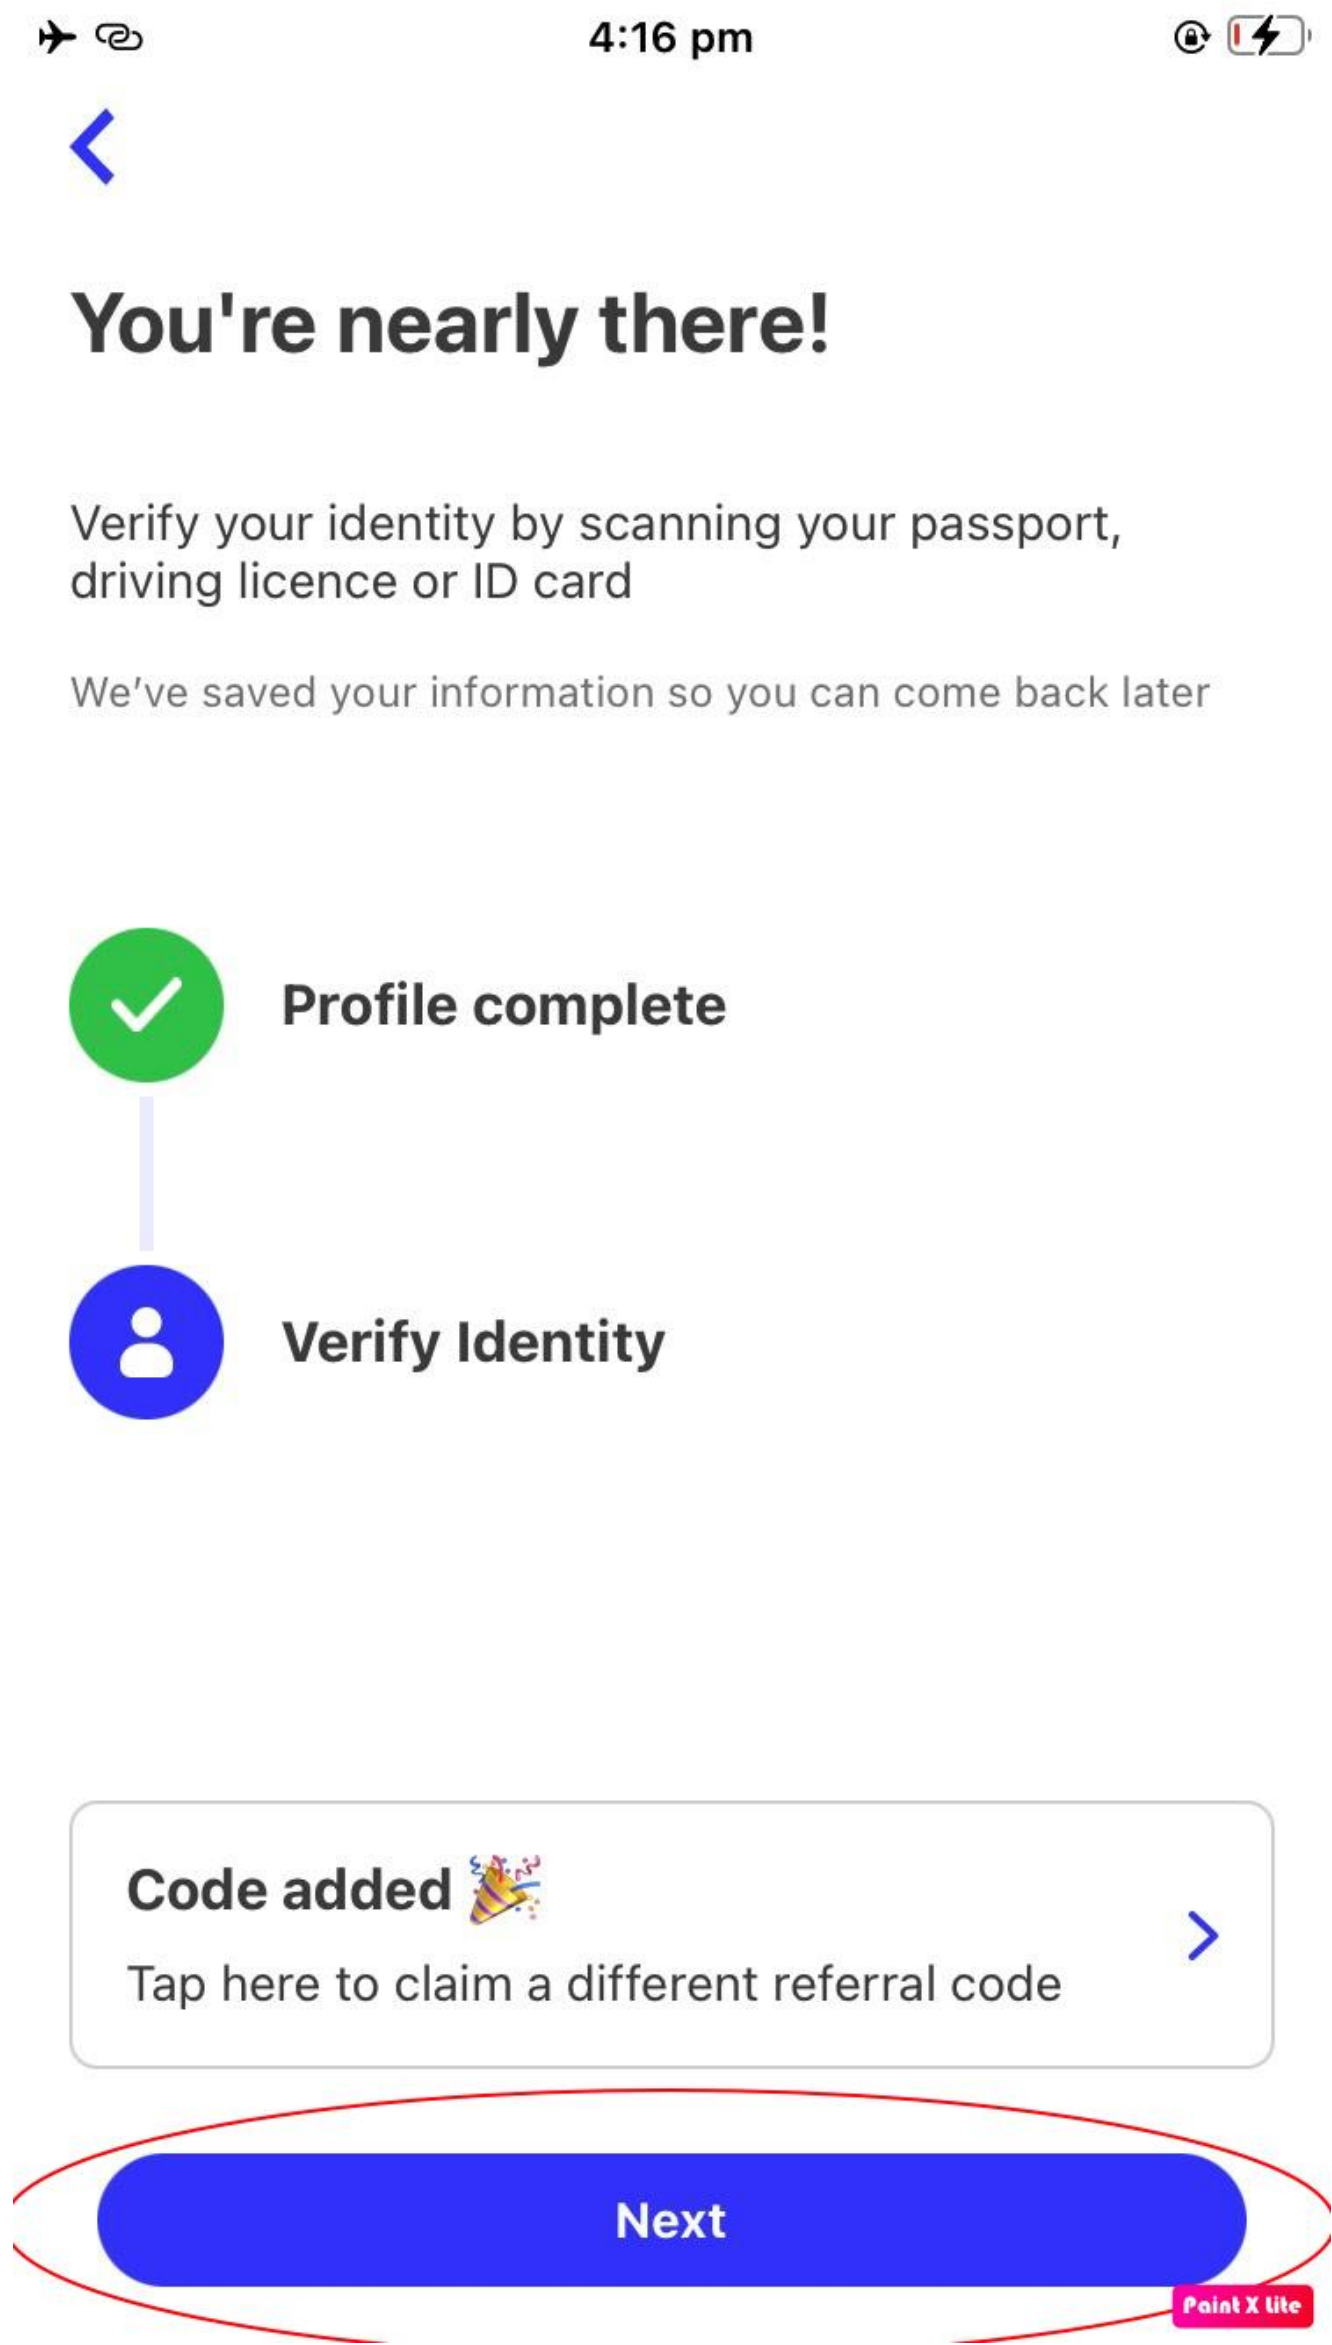 4:16 pm
You're nearly there!
Verify your identity by scanning your passport,
driving licence or ID card
We've saved your information so you can come back later
Profile complete
Verify Identity
Code added 🎉
Tap here to claim a different referral code
Next
Paint X lite